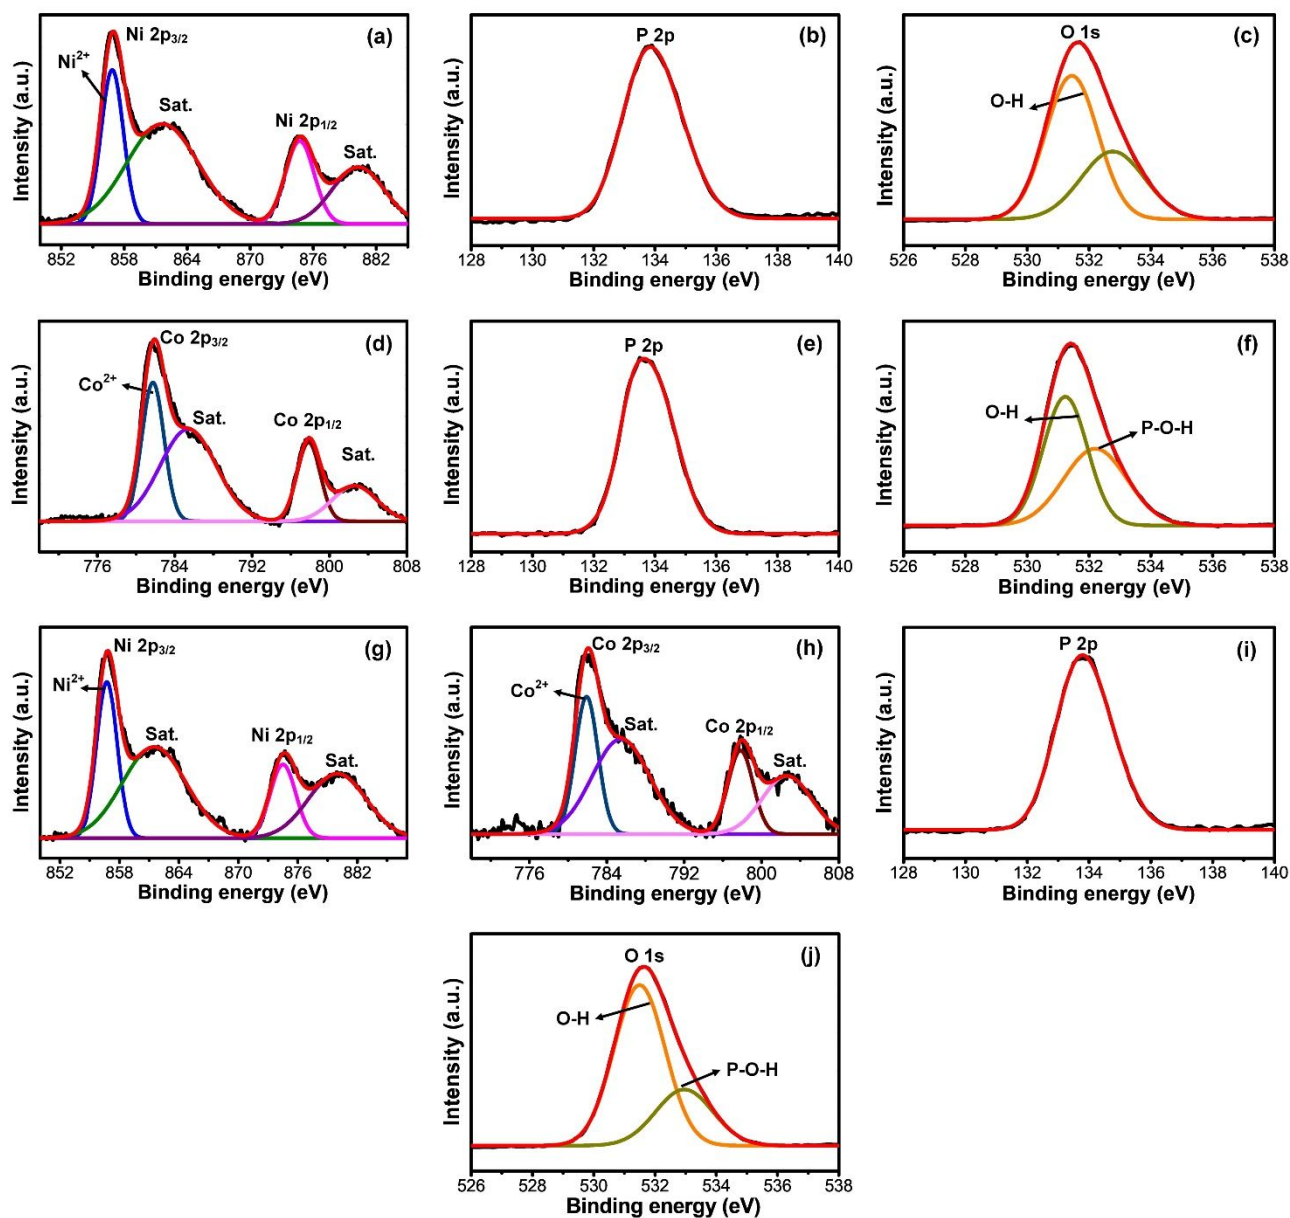 (a)
Ni 2p3/2
Ni2+
Sat.
Ni 2p1/2
Sat.
Intensity (a.u.)
852 858 864 870 876 882
Binding energy (eV)
(b)
P 2p
Intensity (a.u.)
128 130 132 134 136 138 140
Binding energy (eV)
(c)
O 1s
O-H
Intensity (a.u.)
526 528 530 532 534 536 538
Binding energy (eV)
(d)
Co 2p3/2
Co2+
Sat.
Co 2p1/2
Sat.
Intensity (a.u.)
776 784 792 800 808
Binding energy (eV)
(e)
P 2p
Intensity (a.u.)
128 130 132 134 136 138 140
Binding energy (eV)
(f)
O-H
P-O-H
Intensity (a.u.)
526 528 530 532 534 536 538
Binding energy (eV)
(g)
Ni 2p3/2
Ni2+
Sat.
Ni 2p1/2
Sat.
Intensity (a.u.)
852 858 864 870 876 882
Binding energy (eV)
(h)
Co 2p3/2
Co2+
Sat.
Co 2p1/2
Sat.
Intensity (a.u.)
776 784 792 800 808
Binding energy (eV)
(i)
P 2p
Intensity (a.u.)
128 130 132 134 136 138 140
Binding energy (eV)
(j)
O 1s
O-H
P-O-H
Intensity (a.u.)
526 528 530 532 534 536 538
Binding energy (eV)